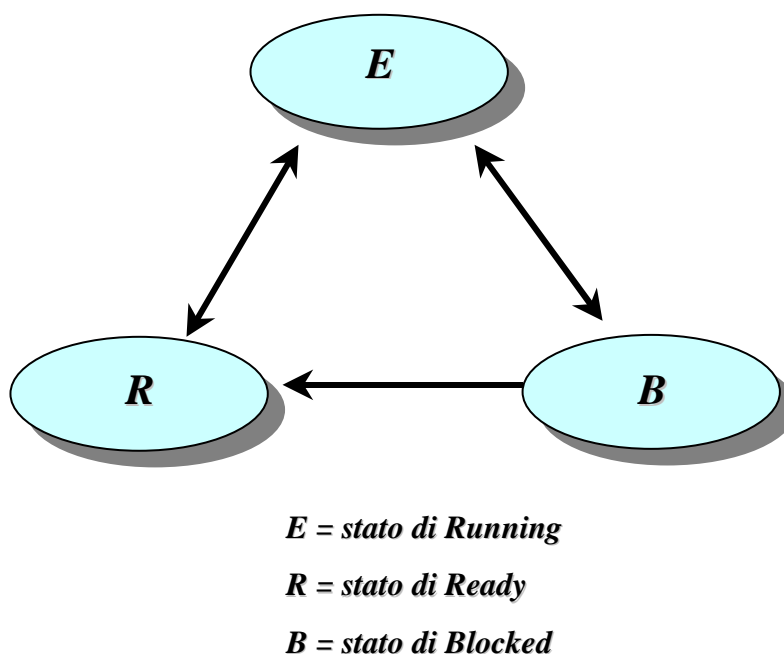 E
R
B
E = stato di Running
R = stato di Ready
B = stato di Blocked